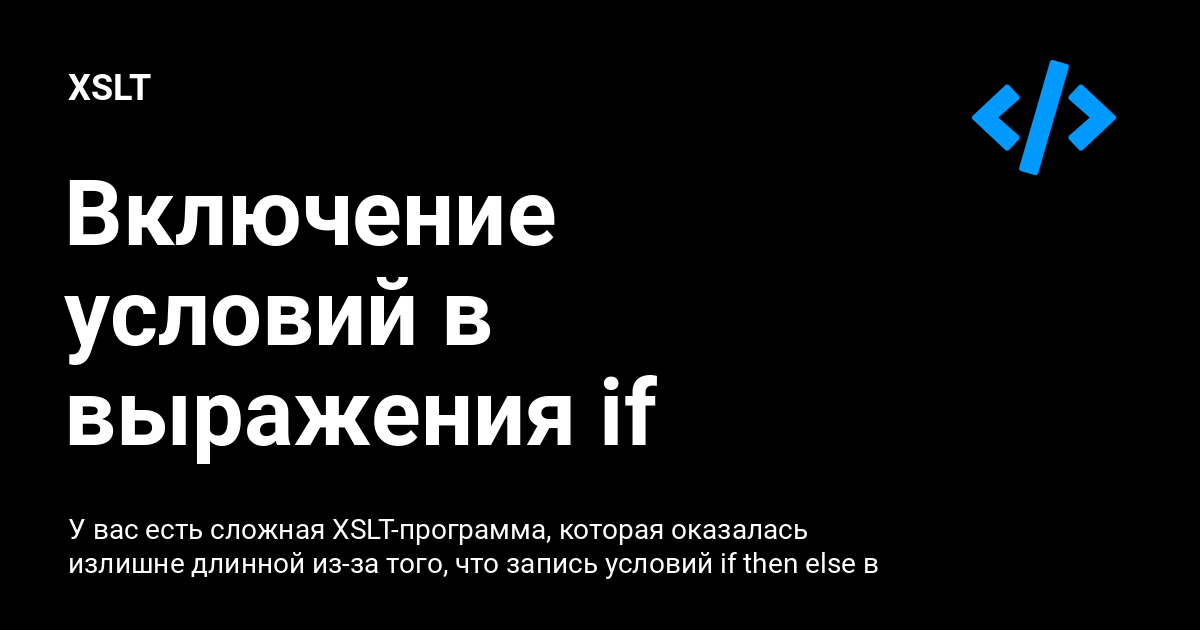 XSLT
Включение
условий в
выражения if
У вас есть сложная XSLT-программа, которая оказалась
излишне длинной из-за того, что запись условий if then else в